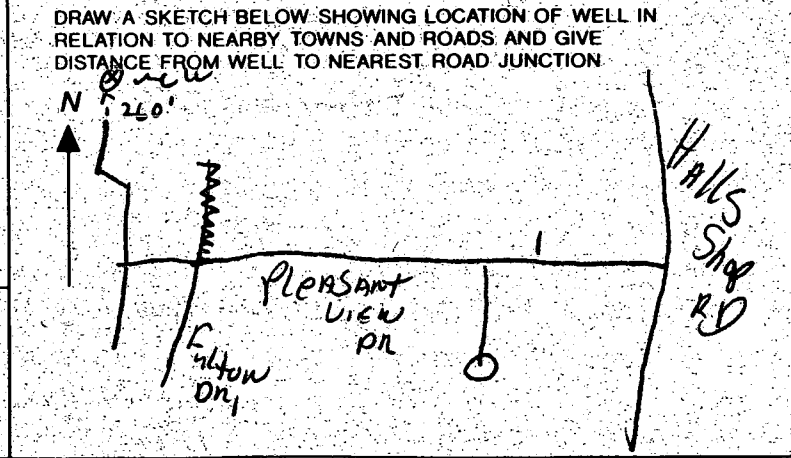 DRAW A SKETCH BELOW SHOWING LOCATION OF WELL IN
RELATION TO NEARBY TOWNS AND ROADS AND GIVE
DISTANCE FROM WELL TO NEAREST ROAD JUNCTION
N
260'
PleASANT
VIEW
DR
Fulton
DR,
HAlls
Shop
RD